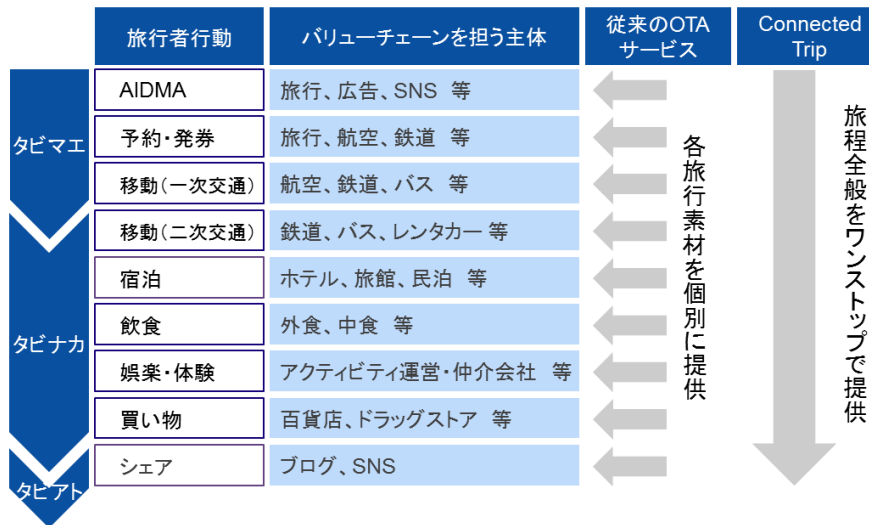 旅行者行動
バリューチェーンを担う主体
従来のOTA
サービス
Connected
Trip
タビマエ
AIDMA
旅行、広告、SNS 等
予約・発券
旅行、航空、鉄道 等
移動(一次交通)
航空、鉄道、バス 等
移動(二次交通)
鉄道、バス、レンタカー 等
タビナカ
宿泊
ホテル、旅館、民泊 等
飲食
外食、中食 等
娯楽・体験
アクティビティ運営・仲介会社 等
買い物
百貨店、ドラッグストア 等
タビアト
シェア
ブログ、SNS
各旅行素材を個別に提供
旅程全般をワンストップで提供